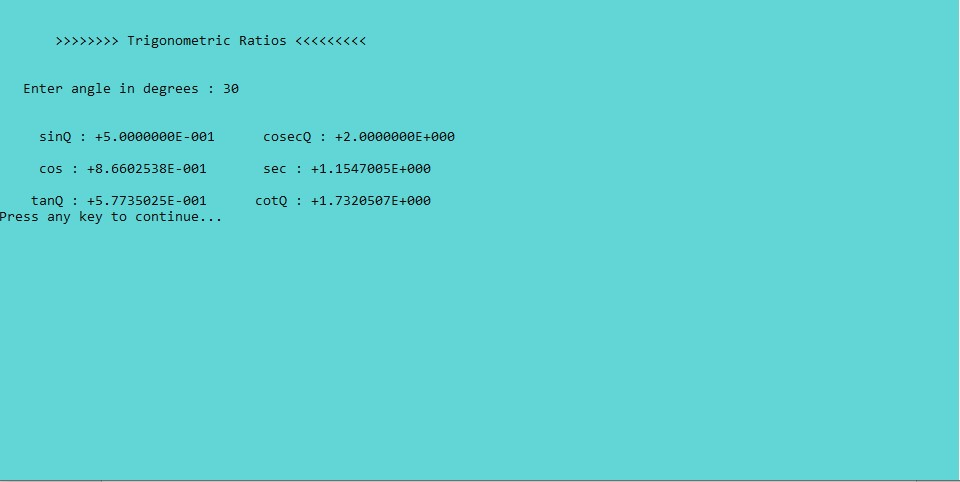 >>>>>>>> Trigonometric Ratios <<<<<<<<<
Enter angle in degrees : 30
sinQ : +5.0000000E-001 cosecQ : +2.0000000E+000
cos : +8.6602538E-001 sec : +1.1547005E+000
tanQ : +5.7735025E-001 cotQ : +1.7320507E+000
Press any key to continue...